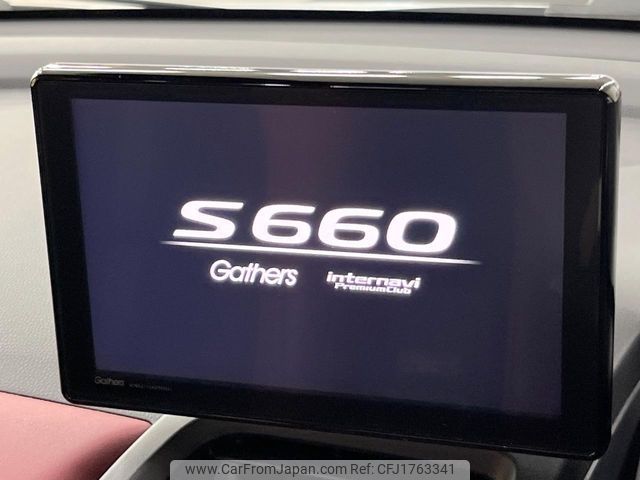 S660
Gathers internavi
PremiumClub
Gathers
www.CarFromJapan.com Ref:CFJ1763341